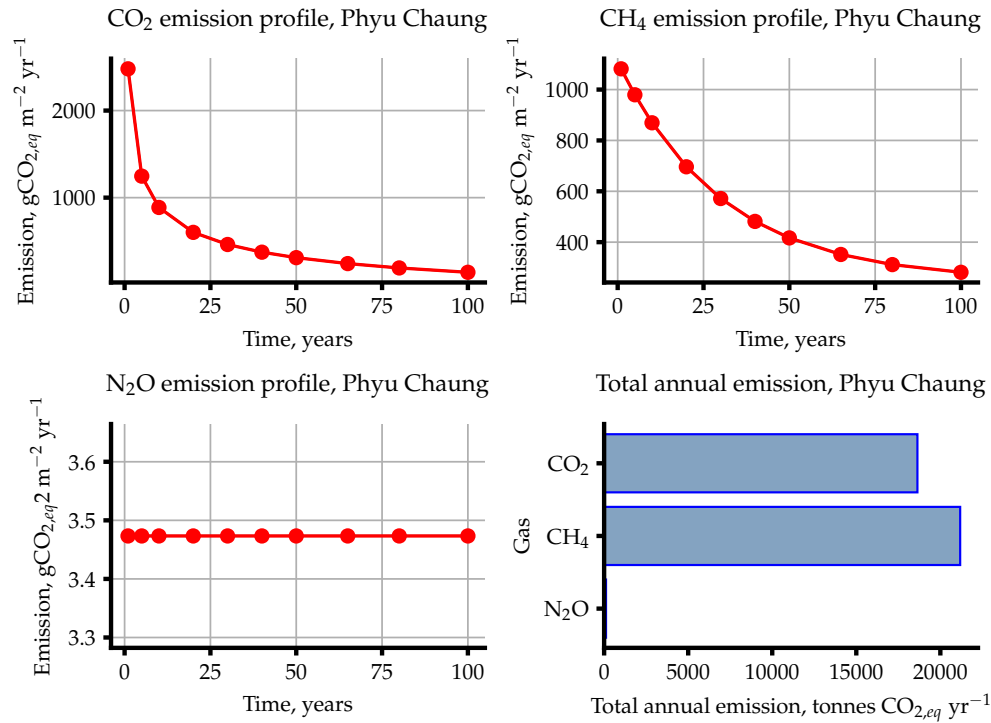 CO₂ emission profile, Phyu Chaung
Emission, gCO₂,eq m⁻² yr⁻¹
2000
1000
0 25 50 75 100
Time, years
CH₄ emission profile, Phyu Chaung
Emission, gCO₂,eq m⁻² yr⁻¹
1000
800
600
400
0 25 50 75 100
Time, years
N₂O emission profile, Phyu Chaung
Emission, gCO₂,eq2 m⁻² yr⁻¹
3.6
3.5
3.4
3.3
0 25 50 75 100
Time, years
Total annual emission, Phyu Chaung
Gas
CO₂
CH₄
N₂O
0 5000 10000 15000 20000
Total annual emission, tonnes CO₂,eq yr⁻¹